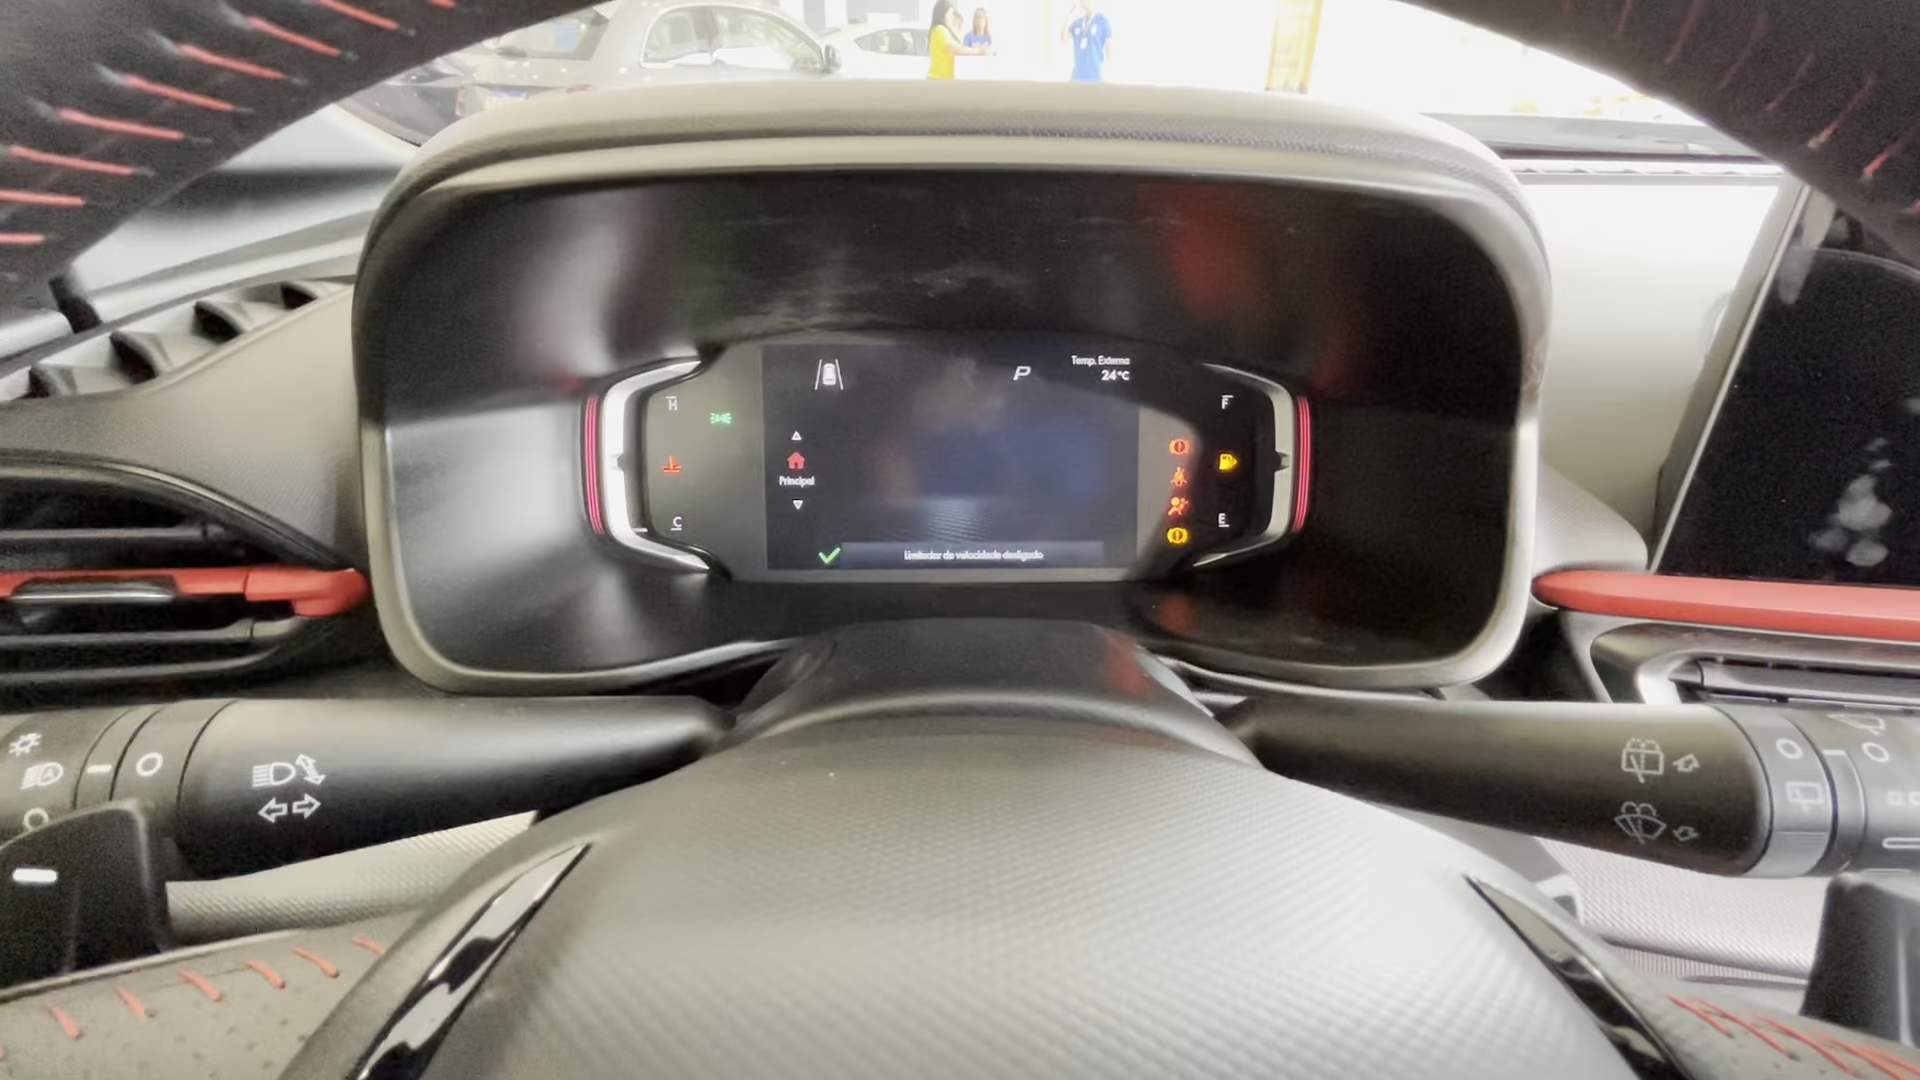 P
Temp. Externa
24°C
H
F
Principal
C
E
Limitador de velocidade desligado